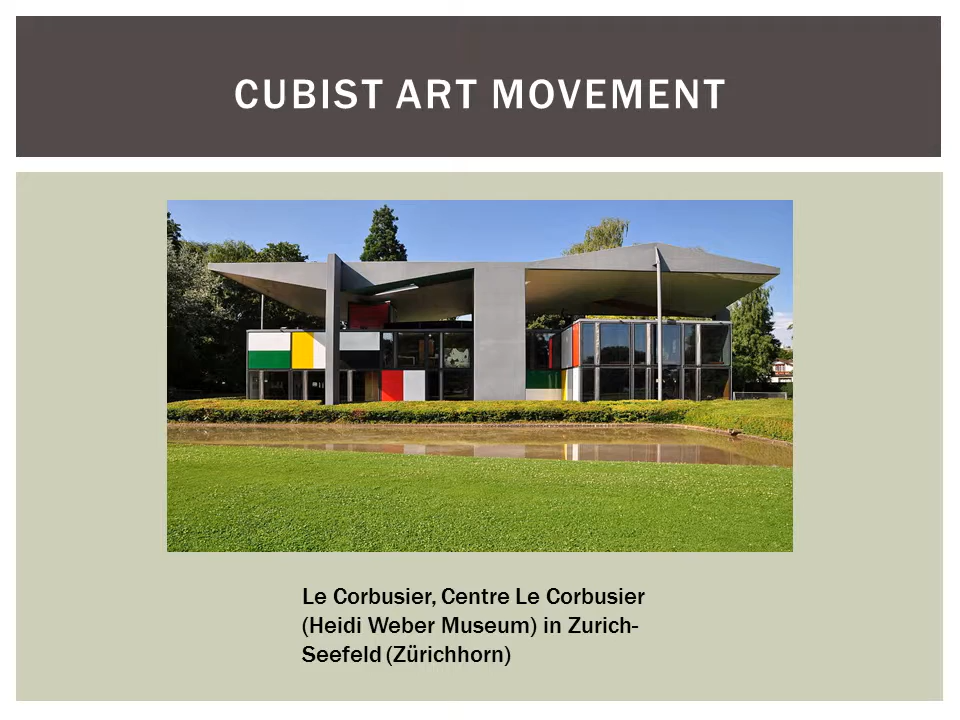 CUBIST ART MOVEMENT
Le Corbusier, Centre Le Corbusier
(Heidi Weber Museum) in Zurich-
Seefeld (Zürichhorn)